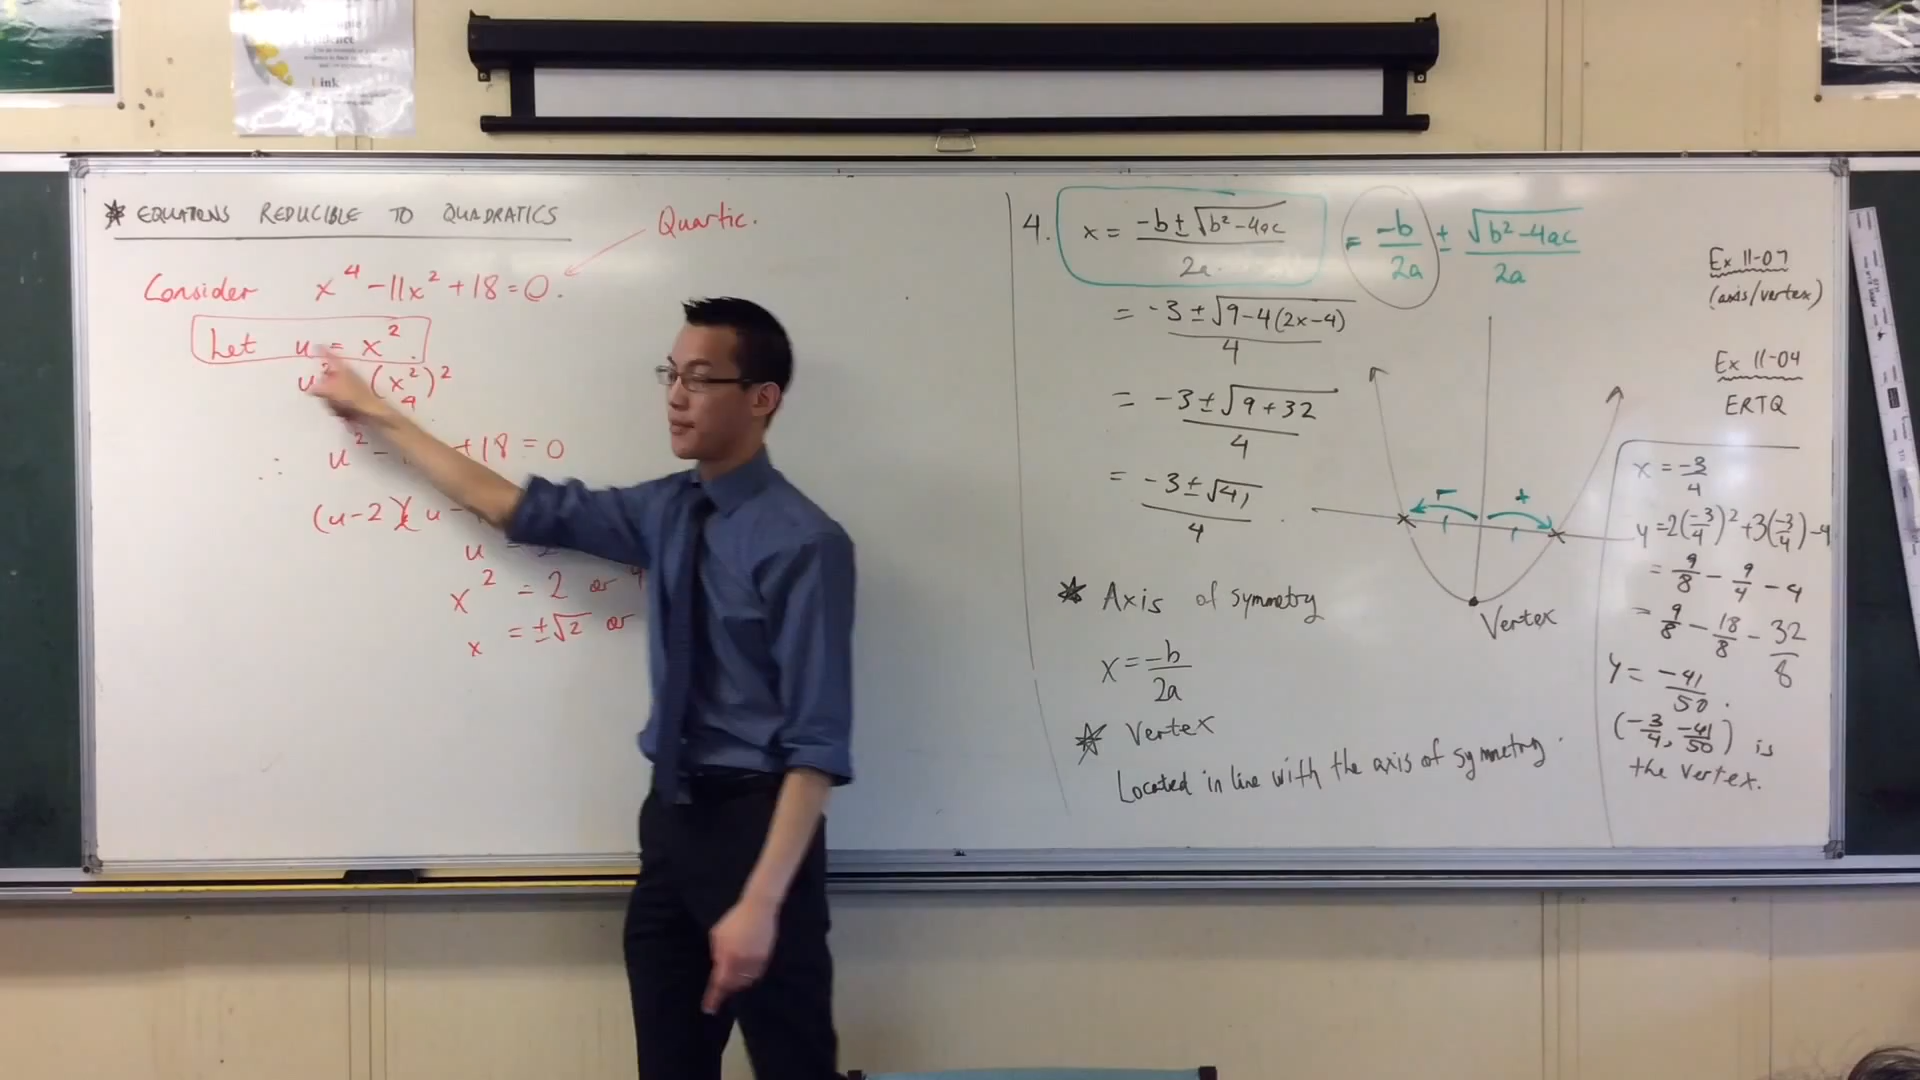 Link
★ EQUATIONS REDUCIBLE TO QUADRATICS
Quartic.
Consider x⁴ - 11x² + 18 = 0.
Let u = x².
u² (x²)²
4
∴ u² - + 18 = 0
(u-2)(u-
u =
x² = 2 or 9
x = ±√2 or
4. x = (-b ± √(b² - 4ac))/2a = -b/2a ± √(b² - 4ac)/2a
= (-3 ± √(9 - 4(2x-4)))/4
= (-3 ± √(9 + 32))/4
= (-3 ± √41)/4.
- +
Vertex
★ Axis of symmetry
x = -b/2a
★ Vertex
Located in line with the axis of symmetry.
Ex 11-07
(axis/vertex)
Ex 11-04
ERTQ
x = -3/4
y = 2(-3/4)² + 3(-3/4) - 4
= 9/8 - 9/4 - 4
= 9/8 - 18/8 - 32/8
y = -41/50.
(-3/4, -41/50) is
the vertex.